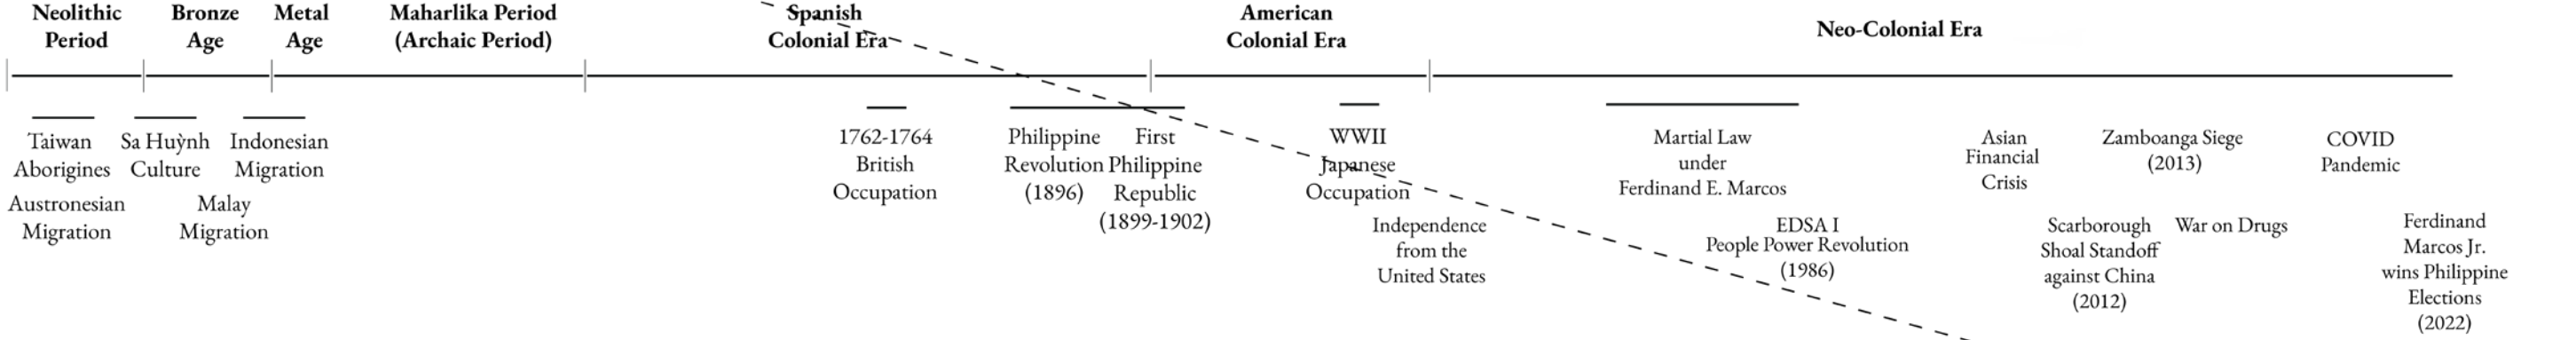 Neolithic
Period
Bronze
Age
Metal
Age
Maharlika Period
(Archaic Period)
Spanish
Colonial Era
American
Colonial Era
Neo-Colonial Era
Taiwan
Aborigines
Austronesian
Migration
Sa Huỳnh
Culture
Malay
Migration
Indonesian
Migration
1762-1764
British
Occupation
Philippine
Revolution
(1896)
First
Philippine
Republic
(1899-1902)
WWII
Japanese
Occupation
Independence
from the
United States
Martial Law
under
Ferdinand E. Marcos
EDSA I
People Power Revolution
(1986)
Asian
Financial
Crisis
Scarborough
Shoal Standoff
against China
(2012)
Zamboanga Siege
(2013)
War on Drugs
COVID
Pandemic
Ferdinand
Marcos Jr.
wins Philippine
Elections
(2022)